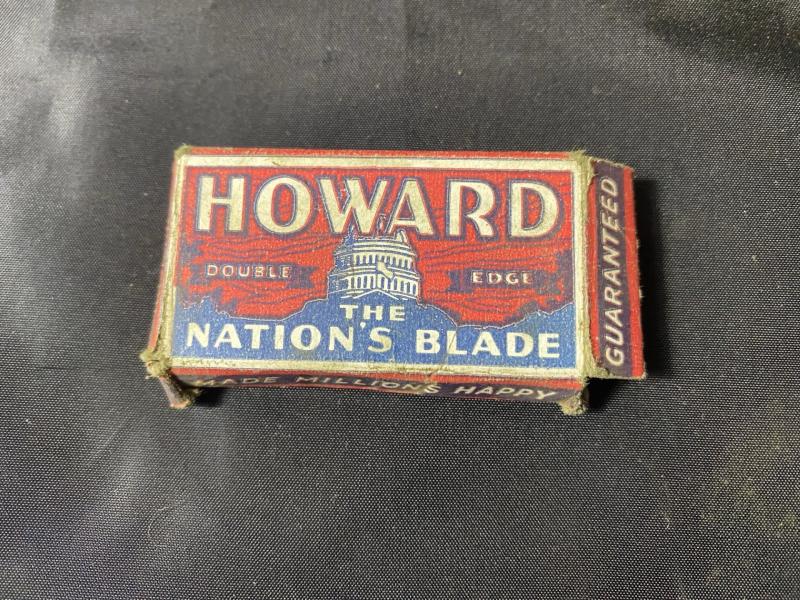 HOWARD
DOUBLE EDGE
THE
NATION'S BLADE
MADE MILLIONS HAPPY
GUARANTEED